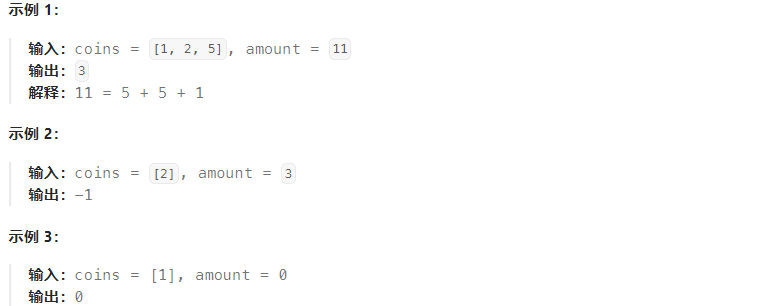 示例 1：
输入：coins = [1, 2, 5], amount = 11
输出：3
解释：11 = 5 + 5 + 1
示例 2：
输入：coins = [2], amount = 3
输出：-1
示例 3：
输入：coins = [1], amount = 0
输出：0